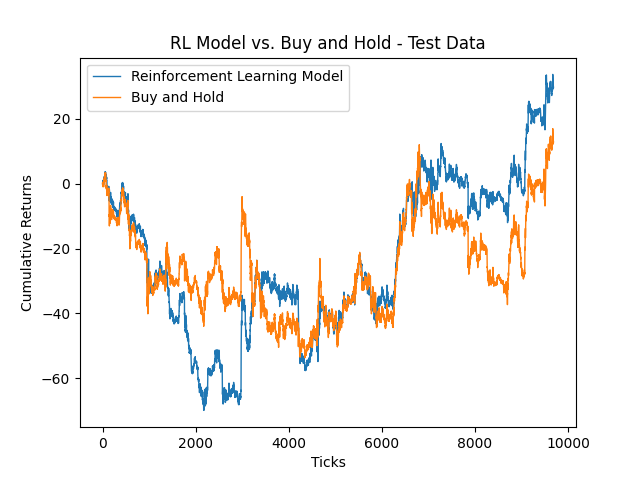 RL Model vs. Buy and Hold - Test Data
Reinforcement Learning Model
Buy and Hold
20
0
−20
−40
−60
Cumulative Returns
0 2000 4000 6000 8000 10000
Ticks